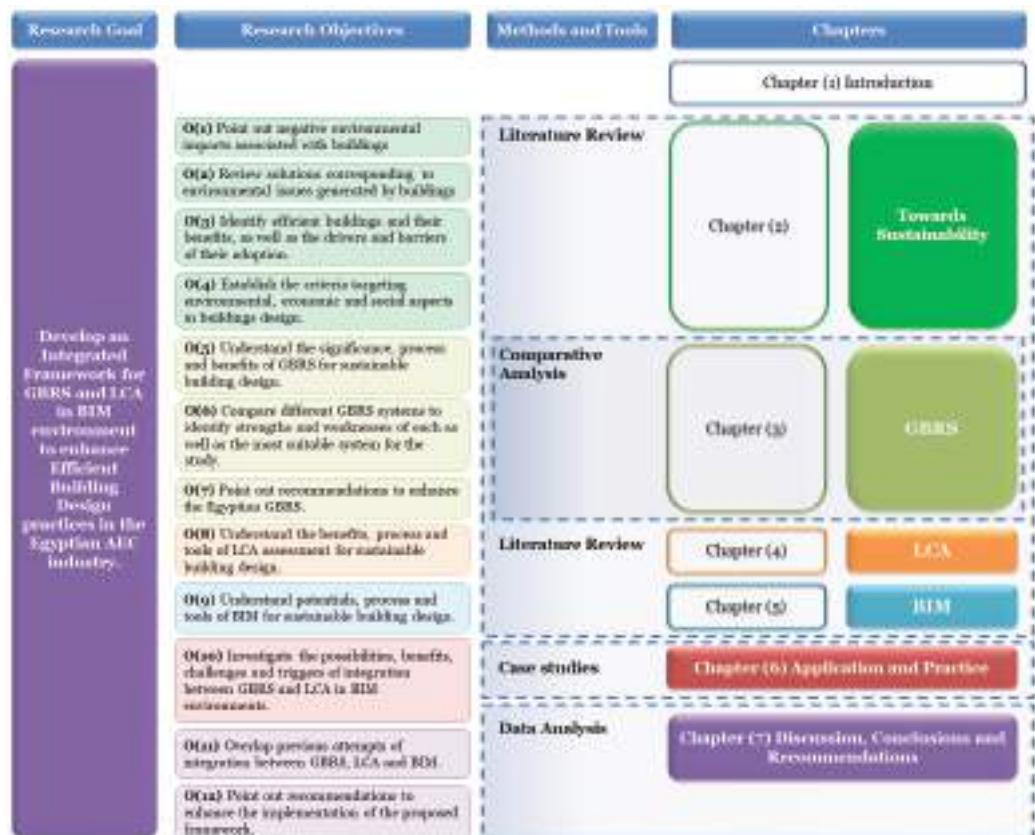 Research Goal
Research Objectives
Methods and Tools
Chapters
Develop an
Integrated
Framework for
GBRS and LCA
in BIM
environment
to enhance
Efficient
Building
Design
practices in the
Egyptian AEC
industry.
O(1) Point out negative environmental
impacts associated with buildings
O(2) Review solutions corresponding to
environmental issues generated by buildings
O(3) Identify efficient buildings and their
benefits, as well as the drivers and barriers
of their adoption.
O(4) Establish the criteria targeting
environmental, economic and social aspects
in buildings design.
O(5) Understand the significance, process
and benefits of GBRS for sustainable
building design.
O(6) Compare different GBRS systems to
identify strengths and weaknesses of each as
well as the most suitable system for the
study.
O(7) Point out recommendations to enhance
the Egyptian GBRS.
O(8) Understand the benefits, process and
tools of LCA assessment for sustainable
building design.
O(9) Understand potentials, process and
tools of BIM for sustainable building design.
O(10) Investigate the possibilities, benefits,
challenges and triggers of integration
between GBRS and LCA in BIM
environments.
O(11) Overlap previous attempts of
integration between GBRS, LCA and BIM
O(12) Point out recommendations to
enhance the implementation of the proposed
framework.
Chapter (1) Introduction
Literature Review
Chapter (2)
Towards
Sustainability
Comparative
Analysis
Chapter (3)
GBRS
Literature Review
Chapter (4)
LCA
Chapter (5)
BIM
Case studies
Chapter (6) Application and Practice
Data Analysis
Chapter (7) Discussion, Conclusions and
Recommendations